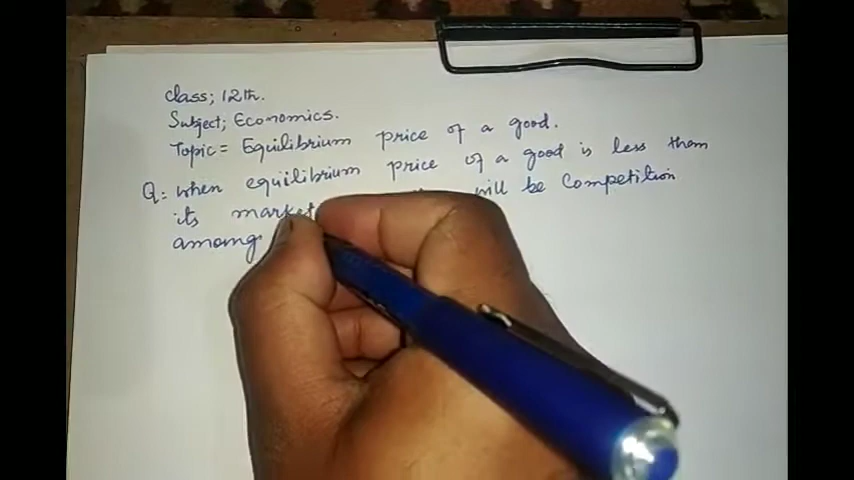 Class; 12th.
Subject; Economics.
Topic = Equilibrium price of a good.
Q: when equilibrium price of a good is less them
its market will be Competition
among